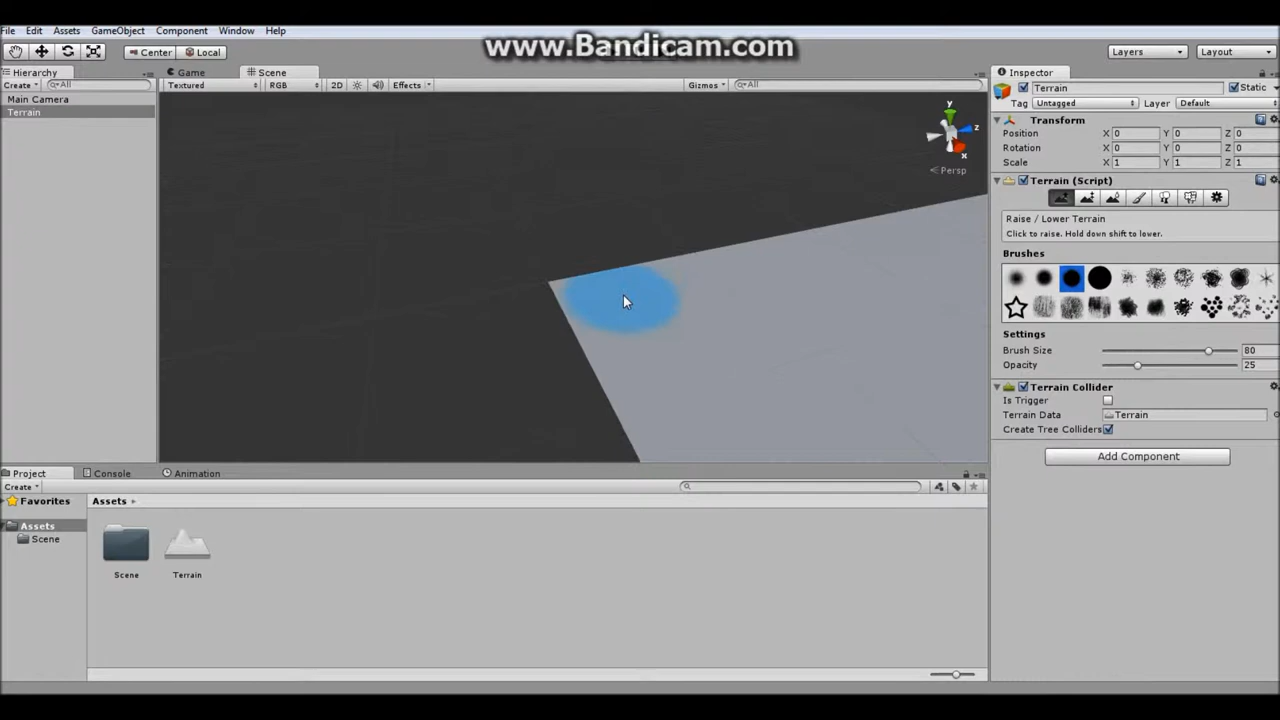 www.Bandicam.com
File Edit Assets GameObject Component Window Help
Center Local Layers Layout
Hierarchy Game Scene Inspector
Create All Textured RGB 2D Effects Gizmos All
Main Camera
Terrain
Terrain Static
Tag Untagged Layer Default
Transform
Position X 0 Y 0 Z 0
Rotation X 0 Y 0 Z 0
Scale X 1 Y 1 Z 1
y
z
x
Persp
Terrain (Script)
Raise / Lower Terrain
Click to raise. Hold down shift to lower.
Brushes
Settings
Brush Size 80
Opacity 25
Terrain Collider
Is Trigger
Terrain Data Terrain
Create Tree Colliders
Add Component
Project Console Animation
Create
Favorites
Assets
Scene
Assets
Scene Terrain